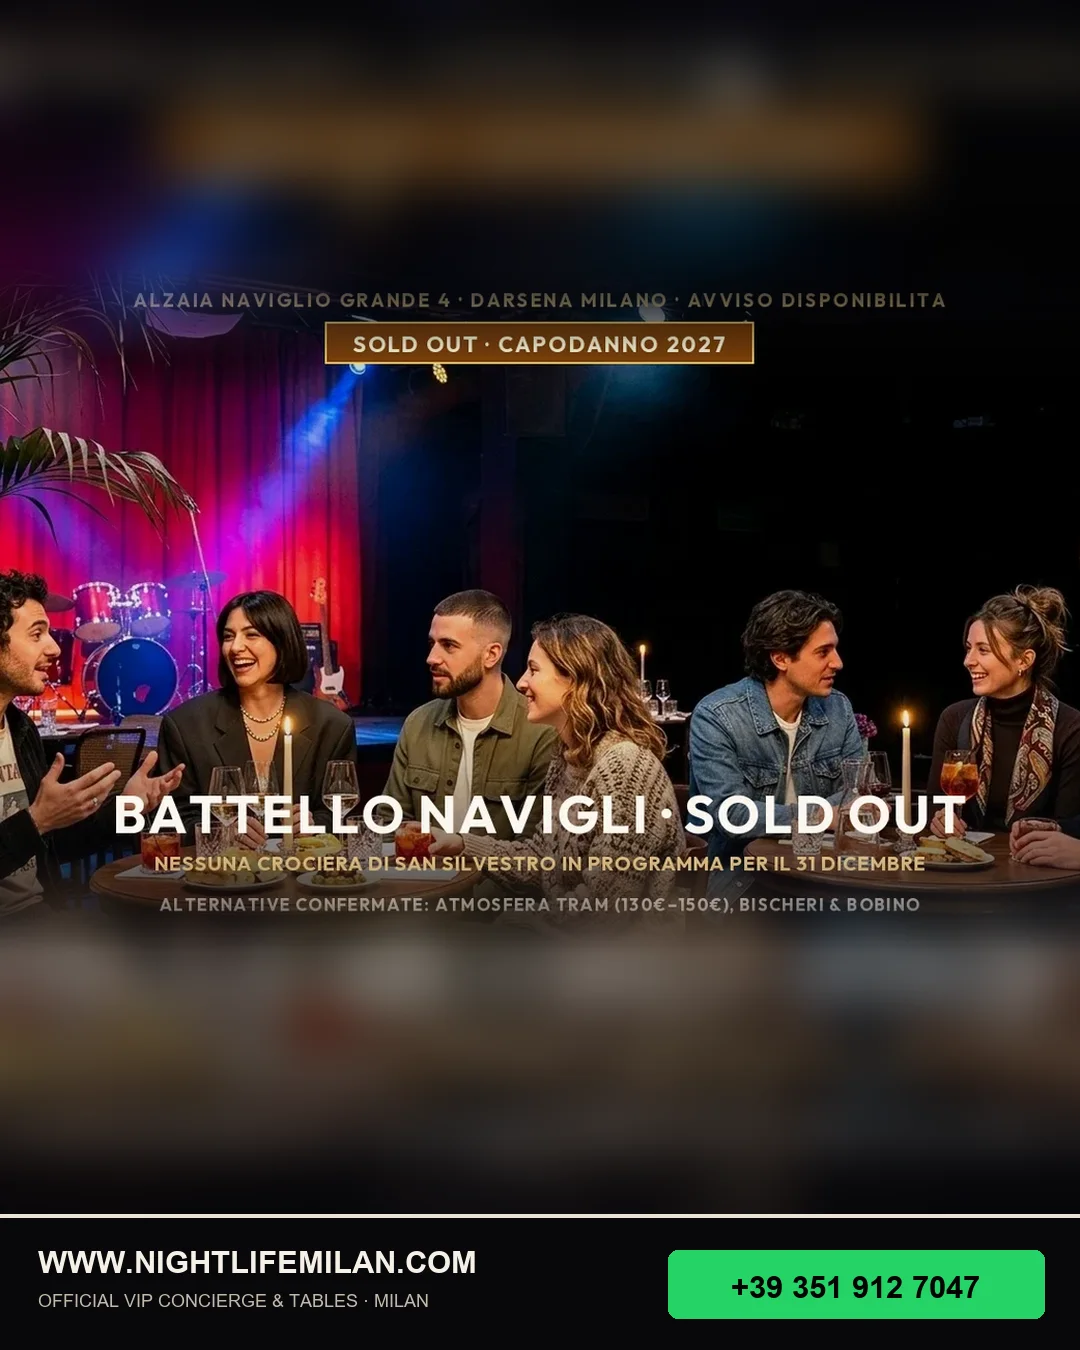 ALZAIA NAVIGLIO GRANDE 4 · DARSENA MILANO · AVVISO DISPONIBILITA
SOLD OUT · CAPODANNO 2027
BATTELLO NAVIGLI · SOLD OUT
NESSUNA CROCIERA DI SAN SILVESTRO IN PROGRAMMA PER IL 31 DICEMBRE
ALTERNATIVE CONFERMATE: ATMOSFERA TRAM (130€–150€), BISCHERI & BOBINO
WWW.NIGHTLIFEMILAN.COM
OFFICIAL VIP CONCIERGE & TABLES · MILAN
+39 351 912 7047